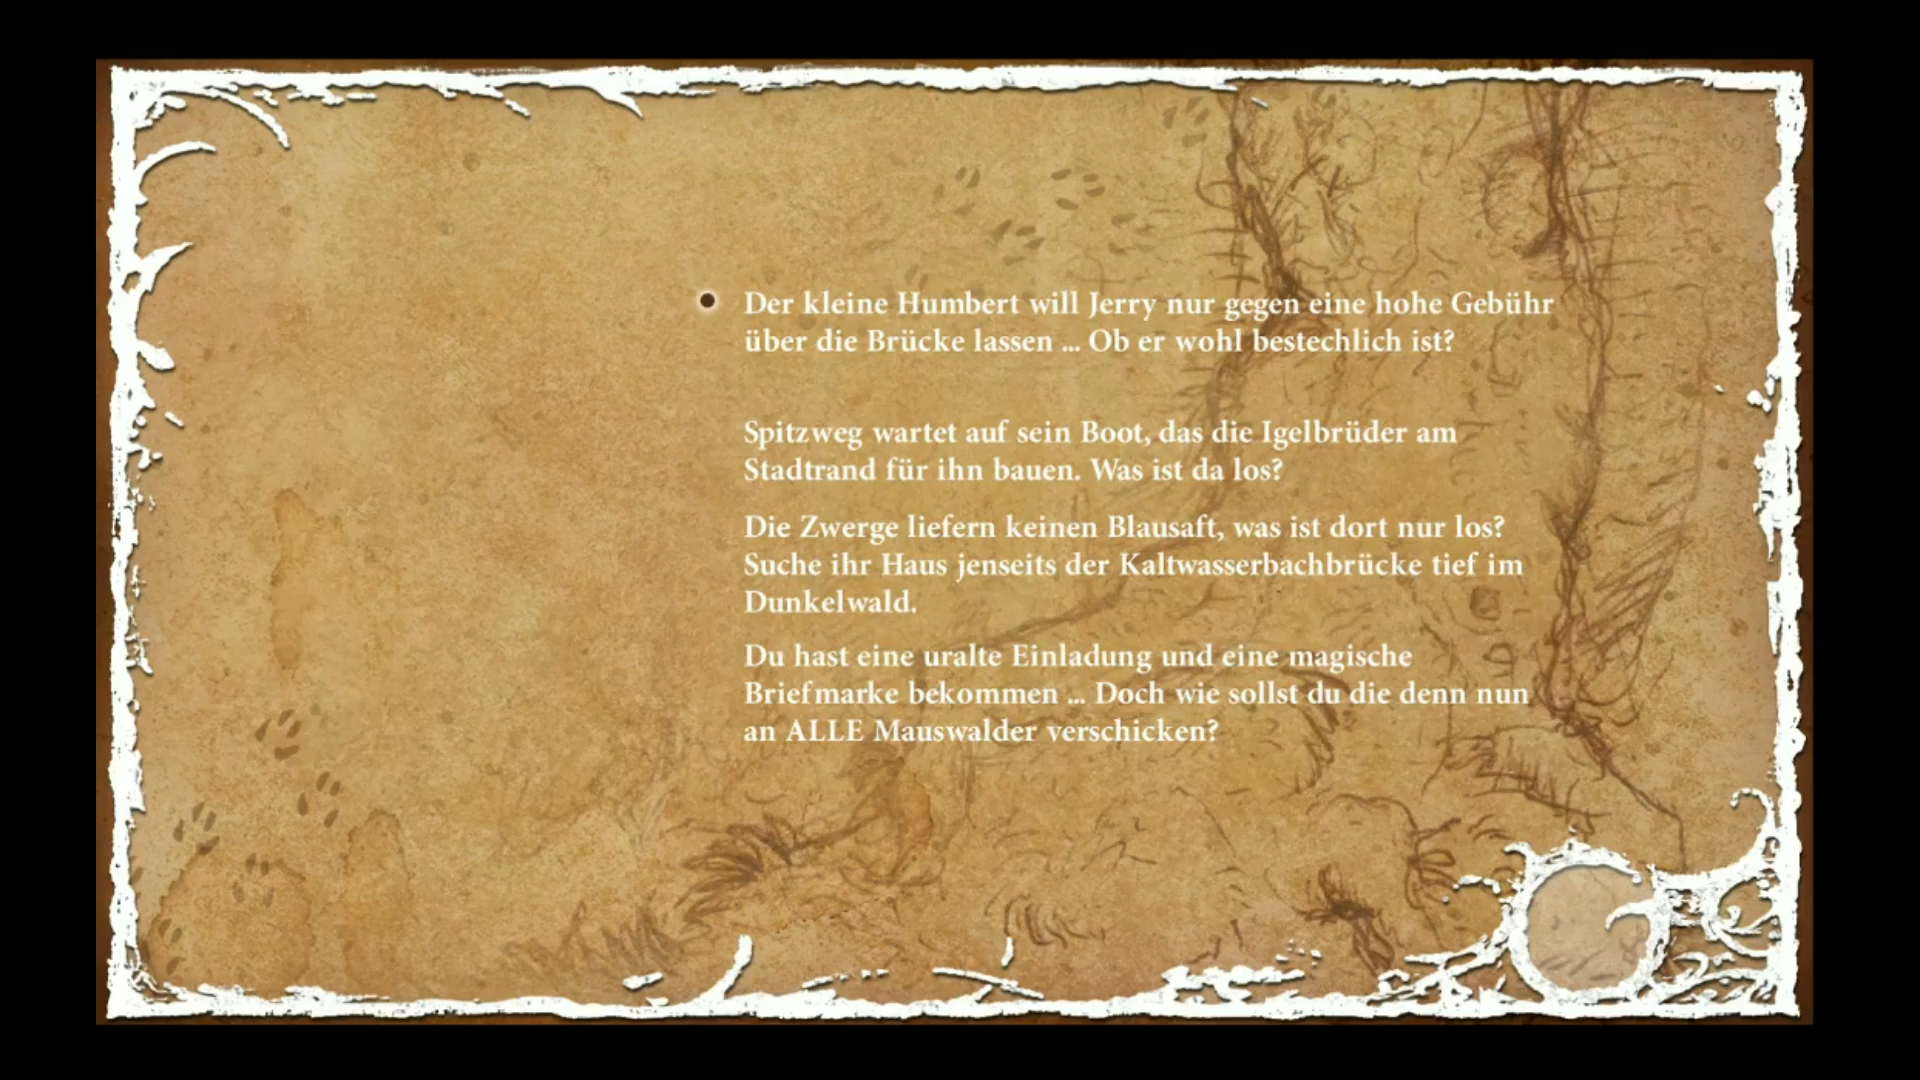 Der kleine Humbert will Jerry nur gegen eine hohe Gebühr
über die Brücke lassen ... Ob er wohl bestechlich ist?
Spitzweg wartet auf sein Boot, das die Igelbrüder am
Stadtrand für ihn bauen. Was ist da los?
Die Zwerge liefern keinen Blausaft, was ist dort nur los?
Suche ihr Haus jenseits der Kaltwasserbachbrücke tief im
Dunkelwald.
Du hast eine uralte Einladung und eine magische
Briefmarke bekommen ... Doch wie sollst du die denn nun
an ALLE Mauswalder verschicken?